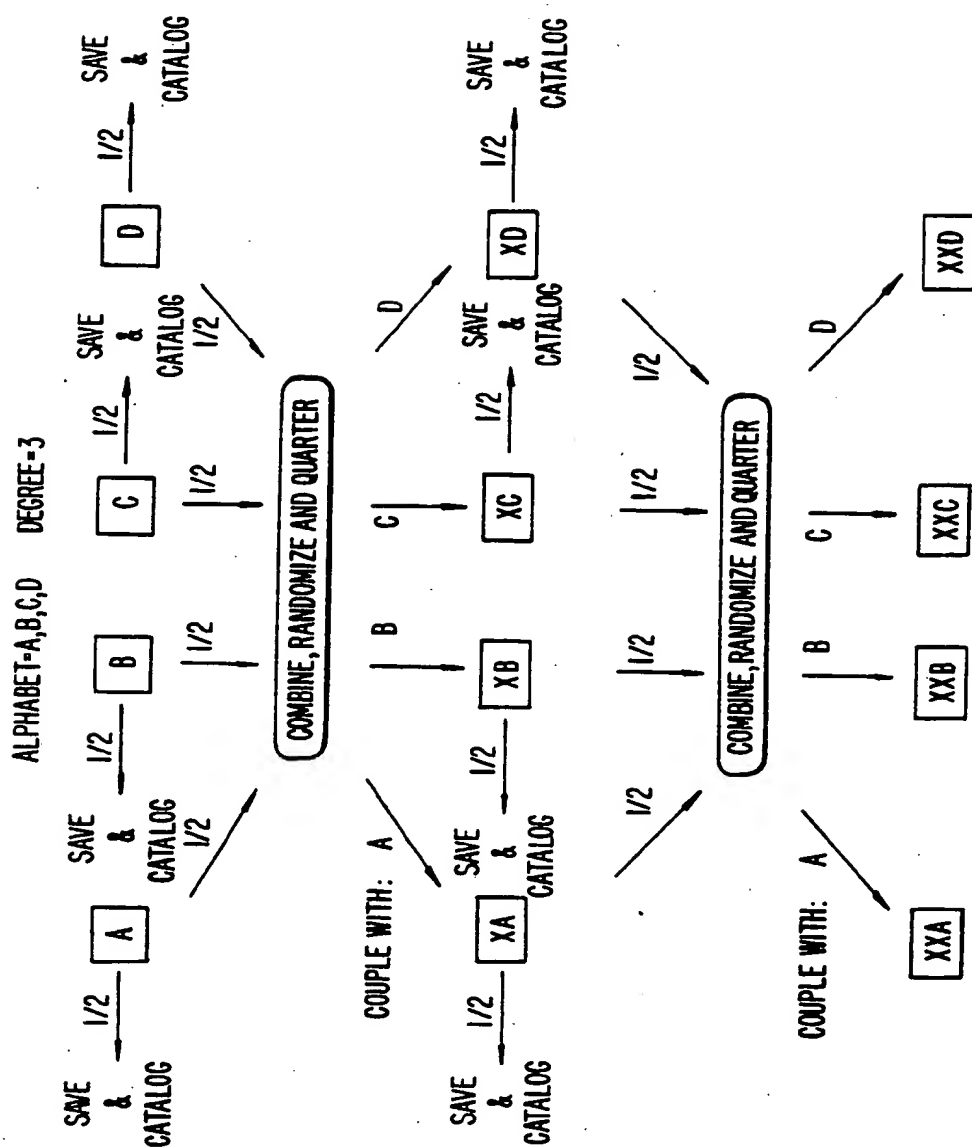 ALPHABET=A,B,C,D DEGREE=3
SAVE
&
CATALOG
1/2
A
1/2
SAVE
&
CATALOG
1/2
B
1/2
C
1/2
SAVE
&
CATALOG
1/2
D
1/2
SAVE
&
CATALOG
1/2
1/2
COMBINE, RANDOMIZE AND QUARTER
COUPLE WITH: A
B
C
D
SAVE
&
CATALOG
1/2
XA
SAVE
&
CATALOG
1/2
XB
XC
1/2
SAVE
&
CATALOG
XD
1/2
SAVE
&
CATALOG
1/2
1/2
1/2
1/2
COMBINE, RANDOMIZE AND QUARTER
COUPLE WITH: A
B
C
D
XXA
XXB
XXC
XXD